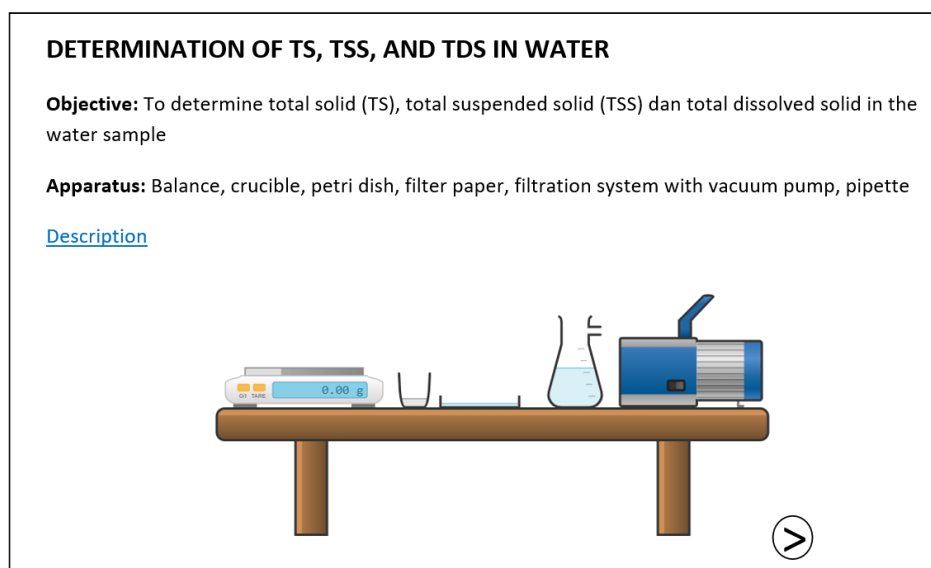 DETERMINATION OF TS, TSS, AND TDS IN WATER
Objective: To determine total solid (TS), total suspended solid (TSS) dan total dissolved solid in the
water sample
Apparatus: Balance, crucible, petri dish, filter paper, filtration system with vacuum pump, pipette
Description
0.00 g
TARE
>